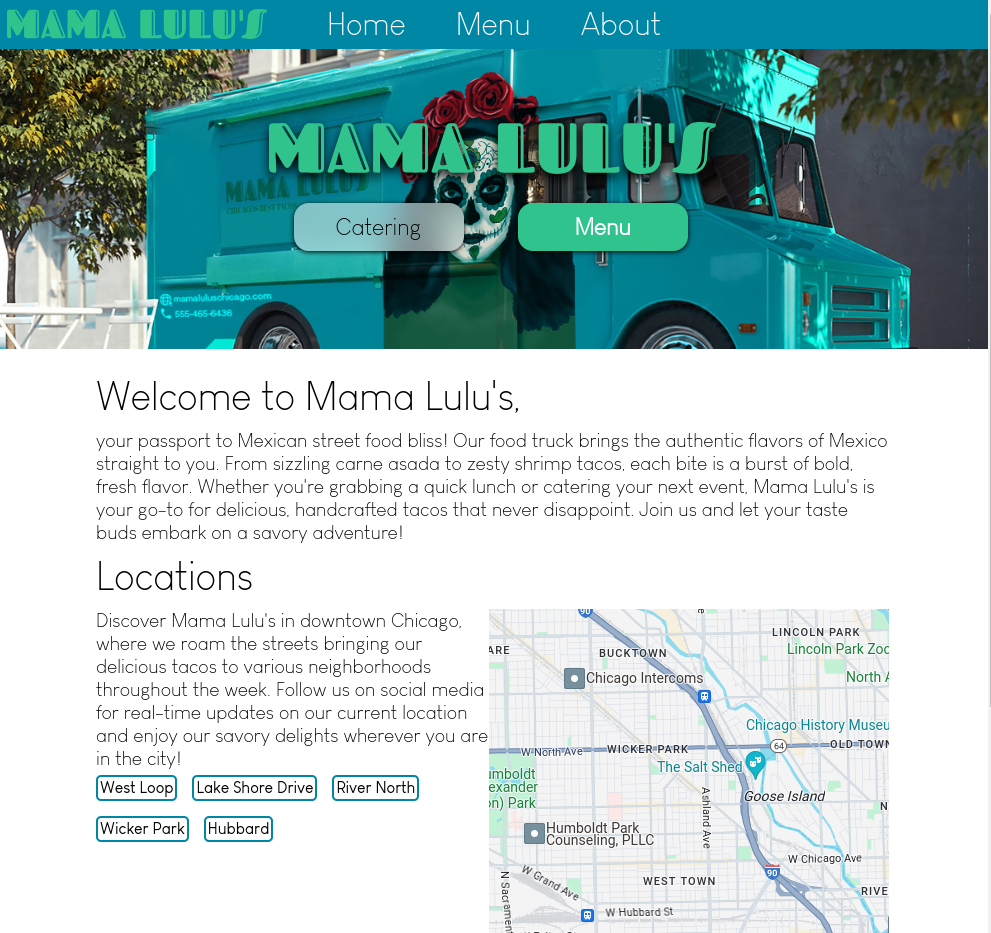 MAMA LULU'S
Home Menu About
MAMA LULU'S
MAMA LULU'S
Catering
Menu
mamaluluschicago.com
555-465-6436
Welcome to Mama Lulu's,
your passport to Mexican street food bliss! Our food truck brings the authentic flavors of Mexico
straight to you. From sizzling carne asada to zesty shrimp tacos, each bite is a burst of bold,
fresh flavor. Whether you're grabbing a quick lunch or catering your next event, Mama Lulu's is
your go-to for delicious, handcrafted tacos that never disappoint. Join us and let your taste
buds embark on a savory adventure!
Locations
Discover Mama Lulu's in downtown Chicago,
where we roam the streets bringing our
delicious tacos to various neighborhoods
throughout the week. Follow us on social media
for real-time updates on our current location
and enjoy our savory delights wherever you are
in the city!
West Loop
Lake Shore Drive
River North
Wicker Park
Hubbard
90
LINCOLN PARK
ARE
BUCKTOWN
Lincoln Park Zoo
Chicago Intercoms
North A
Chicago History Museu
W North Ave
WICKER PARK
64
OLD TOWN
The Salt Shed
umboldt
exander
on) Park
Ashland Ave
Goose Island
N
Humboldt Park
Counseling, PLLC
W Chicago Ave
W Grand Ave
90
N Sacrament
WEST TOWN
RIVE
W Hubbard St